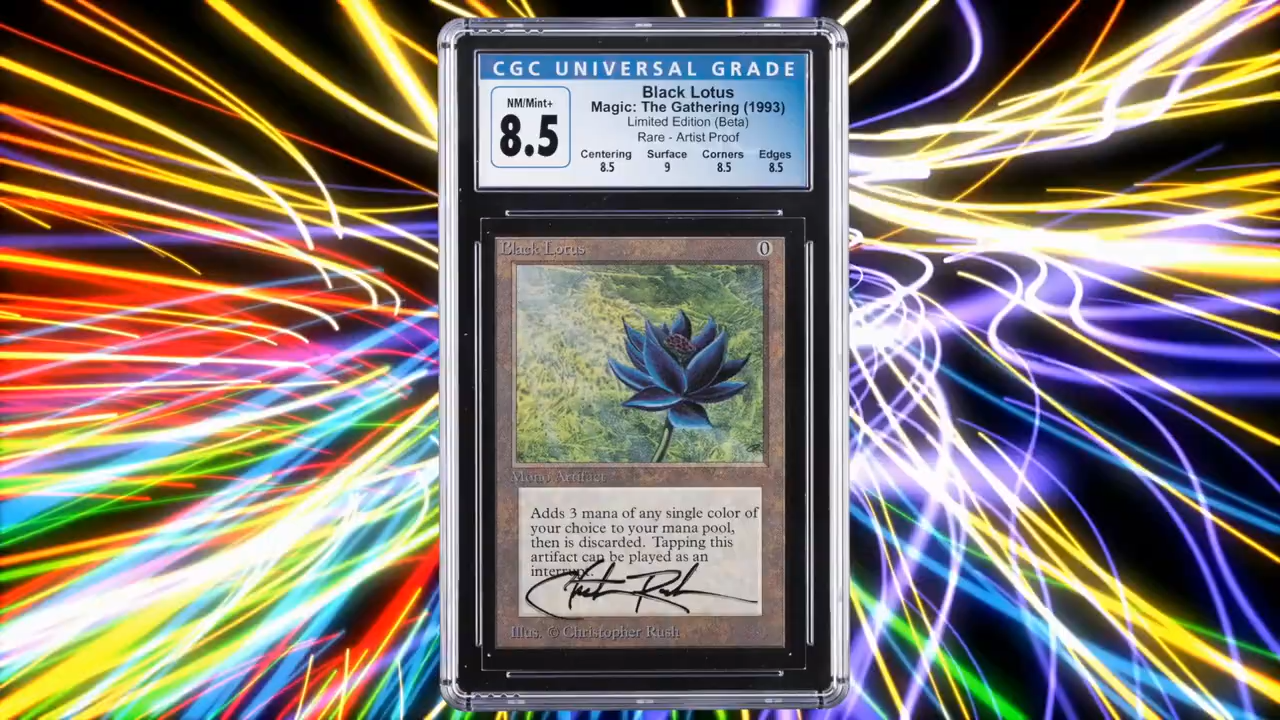 CGC UNIVERSAL GRADE
NM/Mint+
8.5
Black Lotus
Magic: The Gathering (1993)
Limited Edition (Beta)
Rare - Artist Proof
Centering Surface Corners Edges
8.5 9 8.5 8.5
Black Lotus 0
Mono Artifact
Adds 3 mana of any single color of
your choice to your mana pool,
then is discarded. Tapping this
artifact can be played as an
interrupt.
Illus. © Christopher Rush